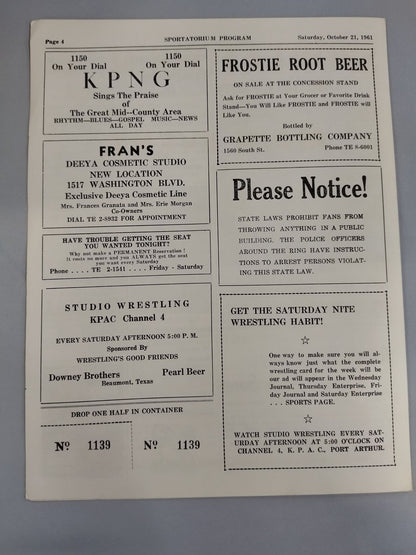 Page 4
SPORTATORIUM PROGRAM
Saturday, October 21, 1961
1150 1150
On Your Dial On Your Dial
K P N G
Sings The Praise
of
The Great Mid--County Area
RHYTHM--BLUES--GOSPEL MUSIC--NEWS
ALL DAY
FRAN'S
DEEYA COSMETIC STUDIO
NEW LOCATION
1517 WASHINGTON BLVD.
Exclusive Deeya Cosmetic Line
Mrs. Frances Granata and Mrs. Erie Morgan
Co-Owners
DIAL TE 2-8932 FOR APPOINTMENT
HAVE TROUBLE GETTING THE SEAT
YOU WANTED TONIGHT?
Why not make a PERMANENT Reservation!
It costs no more and you ALWAYS get the seat
you want every Saturday
Phone . . . . TE 2-1541 . . . . Friday - Saturday
STUDIO WRESTLING
KPAC Channel 4
EVERY SATURDAY AFTERNOON 5:00 P. M.
Sponsored By
WRESTLING'S GOOD FRIENDS
Downey Brothers Pearl Beer
Beaumont, Texas
DROP ONE HALF IN CONTAINER
No 1139 No 1139
FROSTIE ROOT BEER
ON SALE AT THE CONCESSION STAND
Ask for FROSTIE at Your Grocer or Favorite Drink
Stand—You Will Like FROSTIE and FROSTIE will
Like You.
Bottled by
GRAPETTE BOTTLING COMPANY
1560 South St. Phone TE 8-6001
Please Notice!
STATE LAWS PROHIBIT FANS FROM
THROWING ANYTHING IN A PUBLIC
BUILDING. THE POLICE OFFICERS
AROUND THE RING HAVE INSTRUC-
TIONS TO ARREST PERSONS VIOLAT-
ING THIS STATE LAW.
GET THE SATURDAY NITE
WRESTLING HABIT!
One way to make sure you will al-
ways know just what the complete
wrestling card for the week will be
our ad will appear in the Wednesday
Journal, Thursday Enterprise, Fri-
day Journal and Saturday Enterprise
. . . SPORTS PAGE.
WATCH STUDIO WRESTLING EVERY SAT-
URDAY AFTERNOON AT 5:00 O'CLOCK ON
CHANNEL 4, K. P. A. C., PORT ARTHUR.